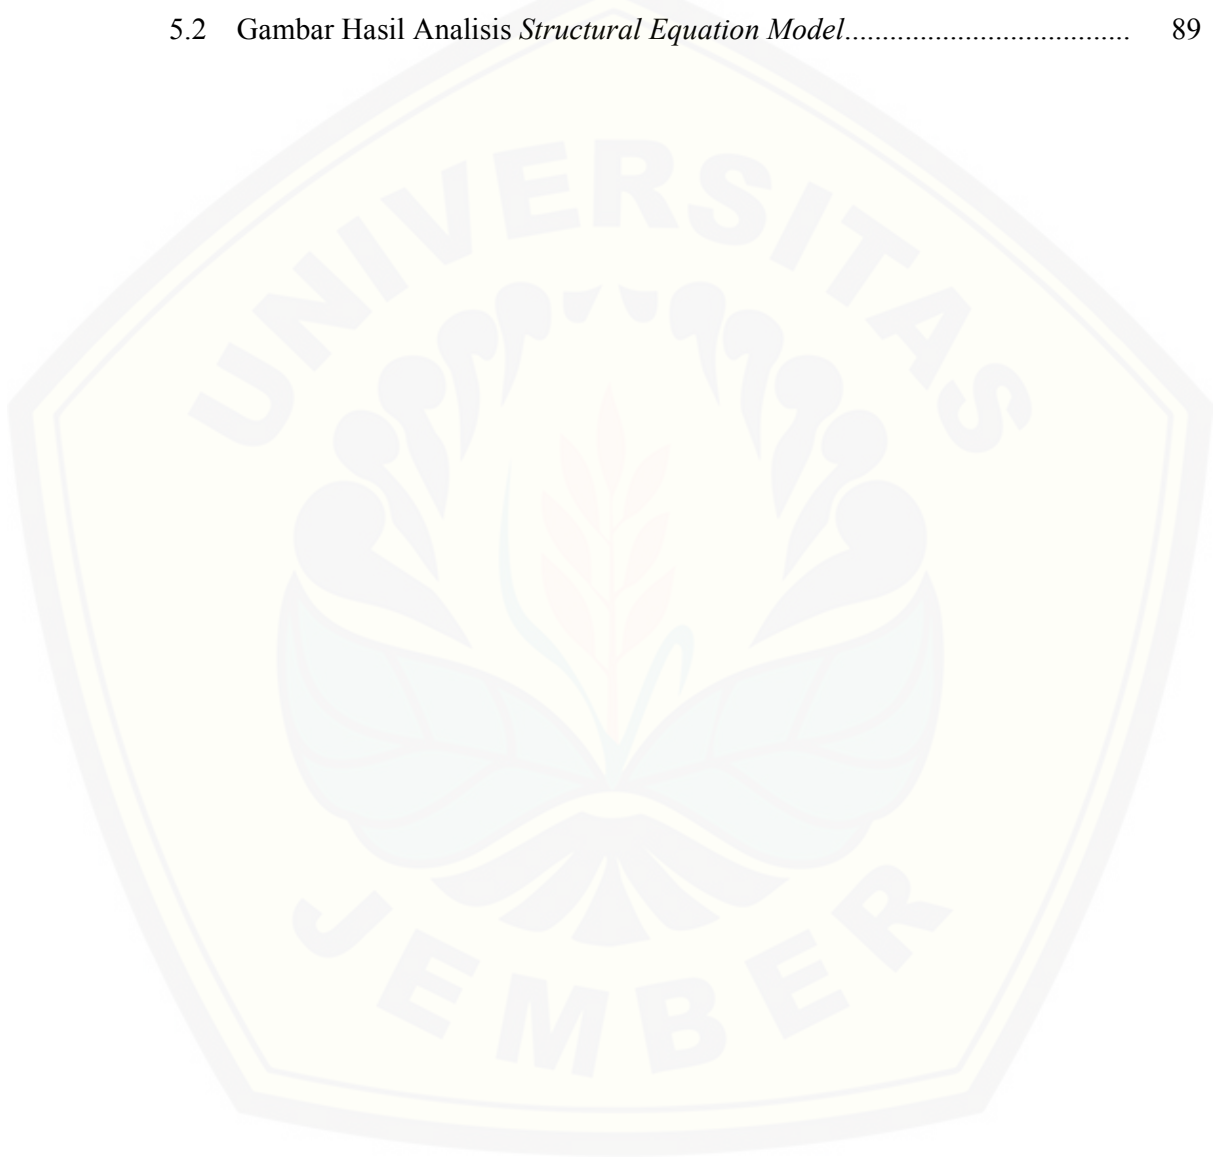 5.2 Gambar Hasil Analisis Structural Equation Model...................................... 89
UNIVERSITAS
JEMBER